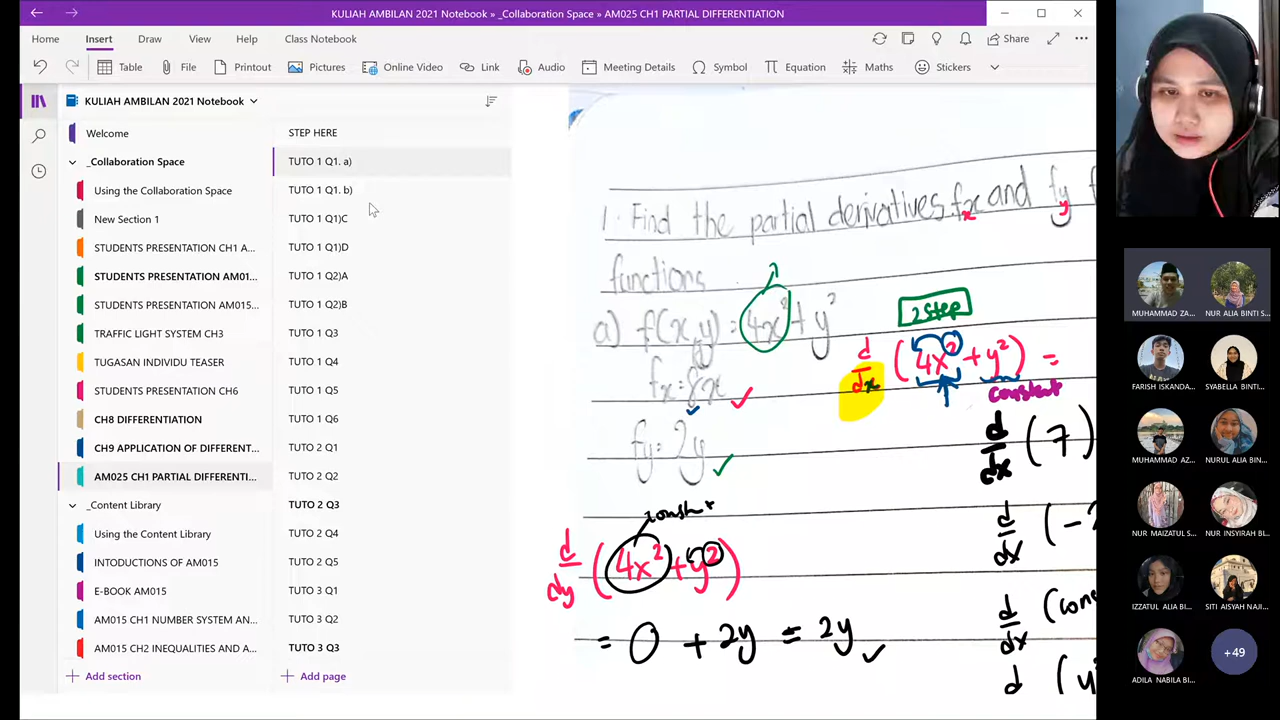 KULIAH AMBILAN 2021 Notebook » _Collaboration Space » AM025 CH1 PARTIAL DIFFERENTIATION
Home Insert Draw View Help Class Notebook Share
Table File Printout Pictures Online Video Link Audio Meeting Details Symbol Equation Maths Stickers
KULIAH AMBILAN 2021 Notebook
Welcome
_Collaboration Space
Using the Collaboration Space
New Section 1
STUDENTS PRESENTATION CH1 A...
STUDENTS PRESENTATION AM01...
STUDENTS PRESENTATION AM015...
TRAFFIC LIGHT SYSTEM CH3
TUGASAN INDIVIDU TEASER
STUDENTS PRESENTATION CH6
CH8 DIFFERENTIATION
CH9 APPLICATION OF DIFFERENT...
AM025 CH1 PARTIAL DIFFERENTI...
_Content Library
Using the Content Library
INTODUCTIONS OF AM015
E-BOOK AM015
AM015 CH1 NUMBER SYSTEM AN...
AM015 CH2 INEQUALITIES AND A...
Add section
STEP HERE
TUTO 1 Q1. a)
TUTO 1 Q1. b)
TUTO 1 Q1)C
TUTO 1 Q1)D
TUTO 1 Q2)A
TUTO 1 Q2)B
TUTO 1 Q3
TUTO 1 Q4
TUTO 1 Q5
TUTO 1 Q6
TUTO 2 Q1
TUTO 2 Q2
TUTO 2 Q3
TUTO 2 Q4
TUTO 2 Q5
TUTO 3 Q1
TUTO 3 Q2
TUTO 3 Q3
Add page
1. Find the partial derivatives fx and fy
functions
a) f(x,y) = 4x² + y²
fx = 8x
fy = 2y
2 step
d/dx (4x² + y²) =
constant
d/dx (7)
d/dx
d/dx
d
constant
d/dy (4x² + y²)
= 0 + 2y = 2y
MUHAMMAD ZA...
NUR ALIA BINTI S...
FARISH ISKANDA...
SYABELLA BINTI...
MUHAMMAD AZ...
NURUL ALIA BIN...
NUR MAIZATUL S...
NUR INSYIRAH BI...
IZZATUL ALIA BI...
SITI AISYAH NAJI...
ADILA NABILA BI...
+49